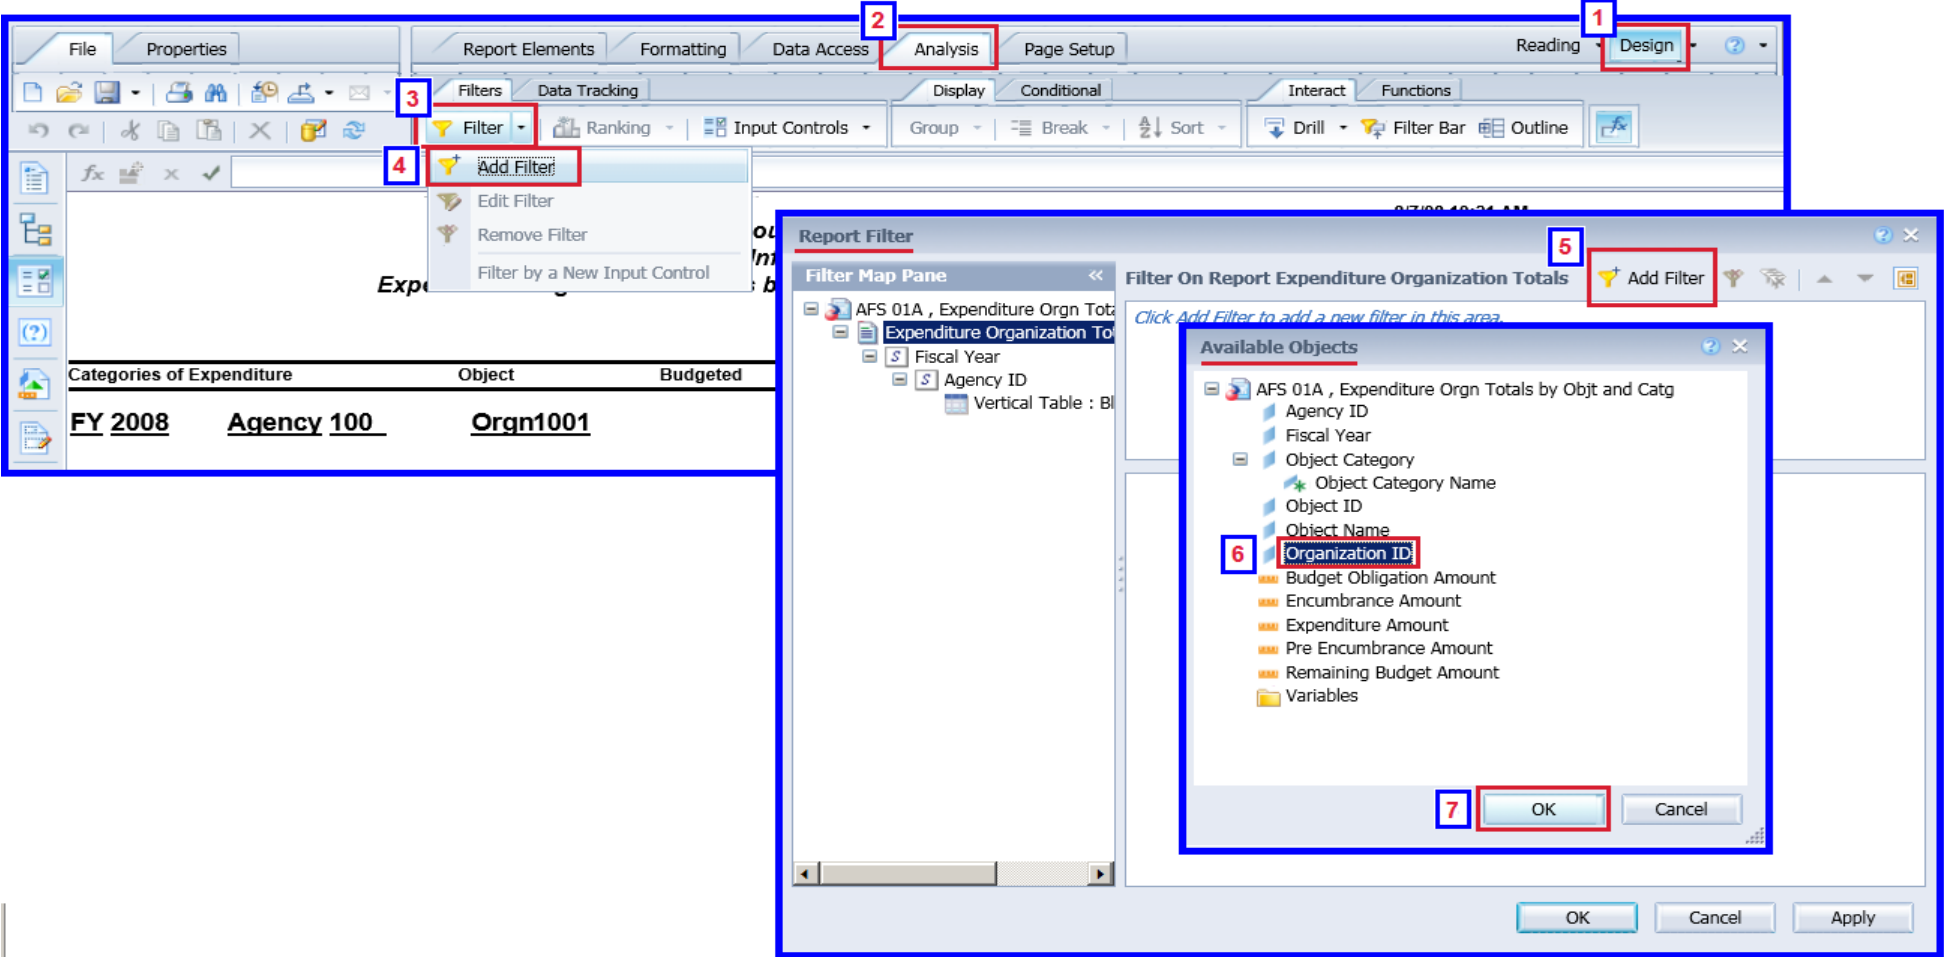 2
1
File Properties Report Elements Formatting Data Access Analysis Page Setup Reading Design
3
Filters Data Tracking Display Conditional Interact Functions
Filter Ranking Input Controls Group Break Sort Drill Filter Bar Outline
4
Add Filter
Edit Filter
Remove Filter
Filter by a New Input Control
Categories of Expenditure Object Budgeted
FY 2008 Agency 100 Orgn1001
Report Filter
5
Filter Map Pane «
Filter On Report Expenditure Organization Totals Add Filter
AFS 01A , Expenditure Orgn Tota
Expenditure Organization To
Fiscal Year
Agency ID
Vertical Table : Bl
Click Add Filter to add a new filter in this area.
Available Objects
AFS 01A , Expenditure Orgn Totals by Objt and Catg
Agency ID
Fiscal Year
Object Category
Object Category Name
Object ID
Object Name
6
Organization ID
Budget Obligation Amount
Encumbrance Amount
Expenditure Amount
Pre Encumbrance Amount
Remaining Budget Amount
Variables
7
OK Cancel
OK Cancel Apply